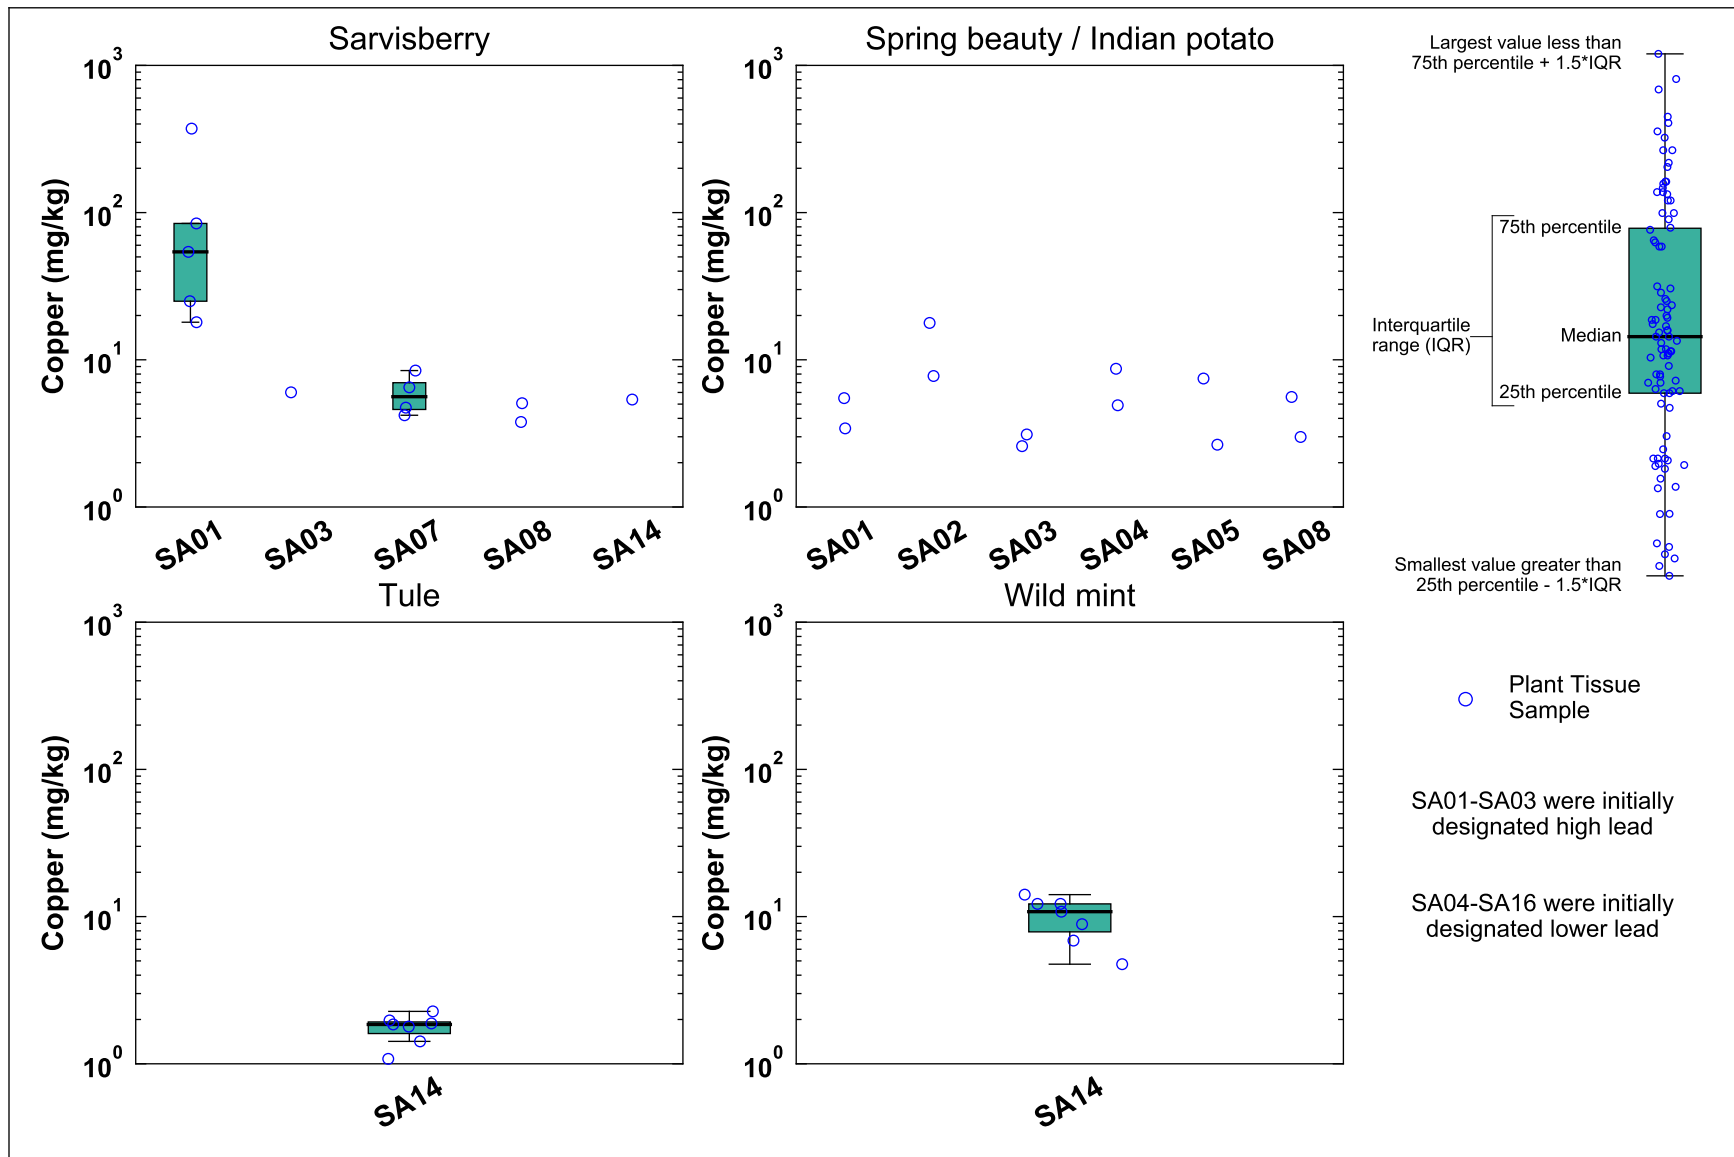 Sarvisberry
Copper (mg/kg)
10^3
10^2
10^1
10^0
SA01
SA03
SA07
SA08
SA14
Spring beauty / Indian potato
Copper (mg/kg)
10^3
10^2
10^1
10^0
SA01
SA02
SA03
SA04
SA05
SA08
Largest value less than
75th percentile + 1.5*IQR
75th percentile
Interquartile
range (IQR)
Median
25th percentile
Smallest value greater than
25th percentile - 1.5*IQR
Tule
Copper (mg/kg)
10^3
10^2
10^1
10^0
SA14
Wild mint
Copper (mg/kg)
10^3
10^2
10^1
10^0
SA14
Plant Tissue
Sample
SA01-SA03 were initially
designated high lead
SA04-SA16 were initially
designated lower lead